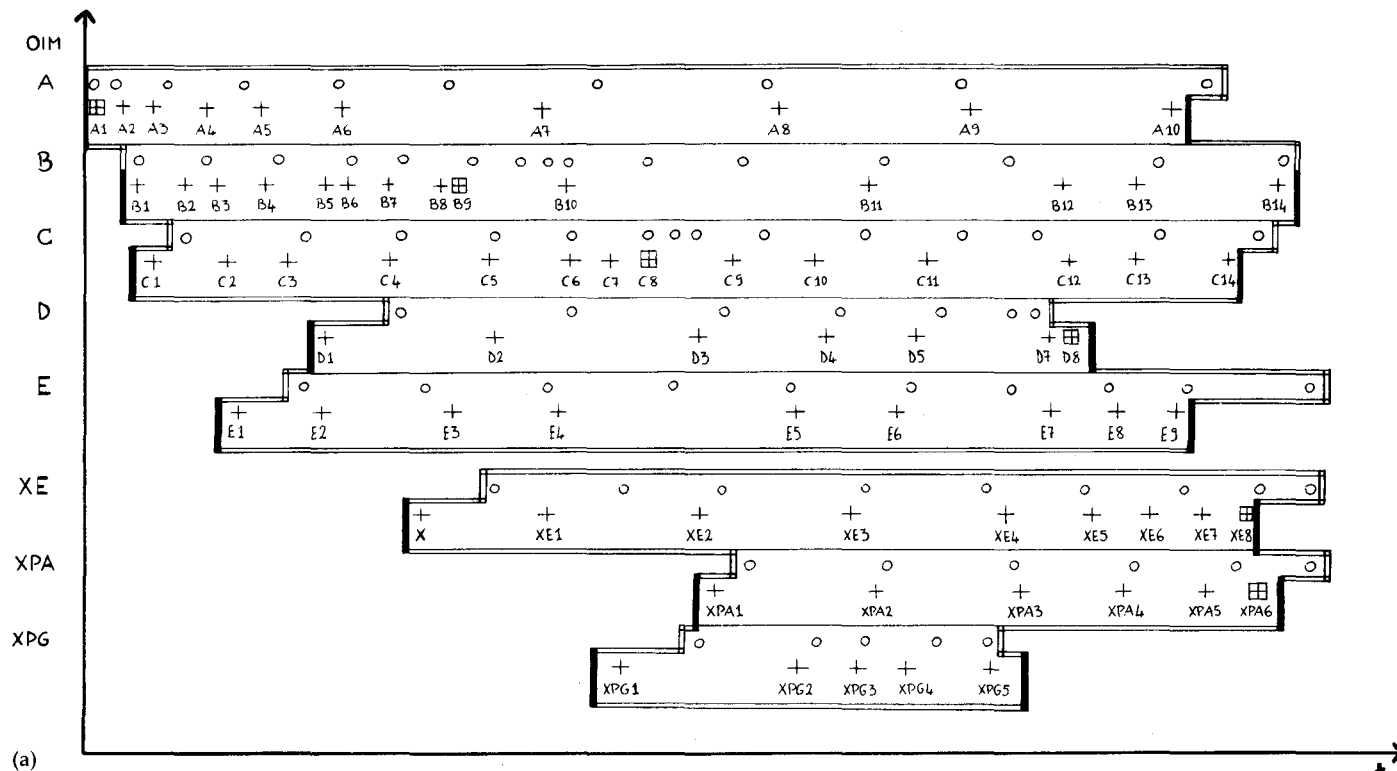 OIM
A
A1 A2 A3 A4 A5 A6 A7 A8 A9 A10
B
B1 B2 B3 B4 B5 B6 B7 B8 B9 B10 B11 B12 B13 B14
C
C1 C2 C3 C4 C5 C6 C7 C8 C9 C10 C11 C12 C13 C14
D
D1 D2 D3 D4 D5 D7 D8
E
E1 E2 E3 E4 E5 E6 E7 E8 E9
XE
X XE1 XE2 XE3 XE4 XE5 XE6 XE7 XE8
XPA
XPA1 XPA2 XPA3 XPA4 XPA5 XPA6
XPG
XPG1 XPG2 XPG3 XPG4 XPG5
(a)
t